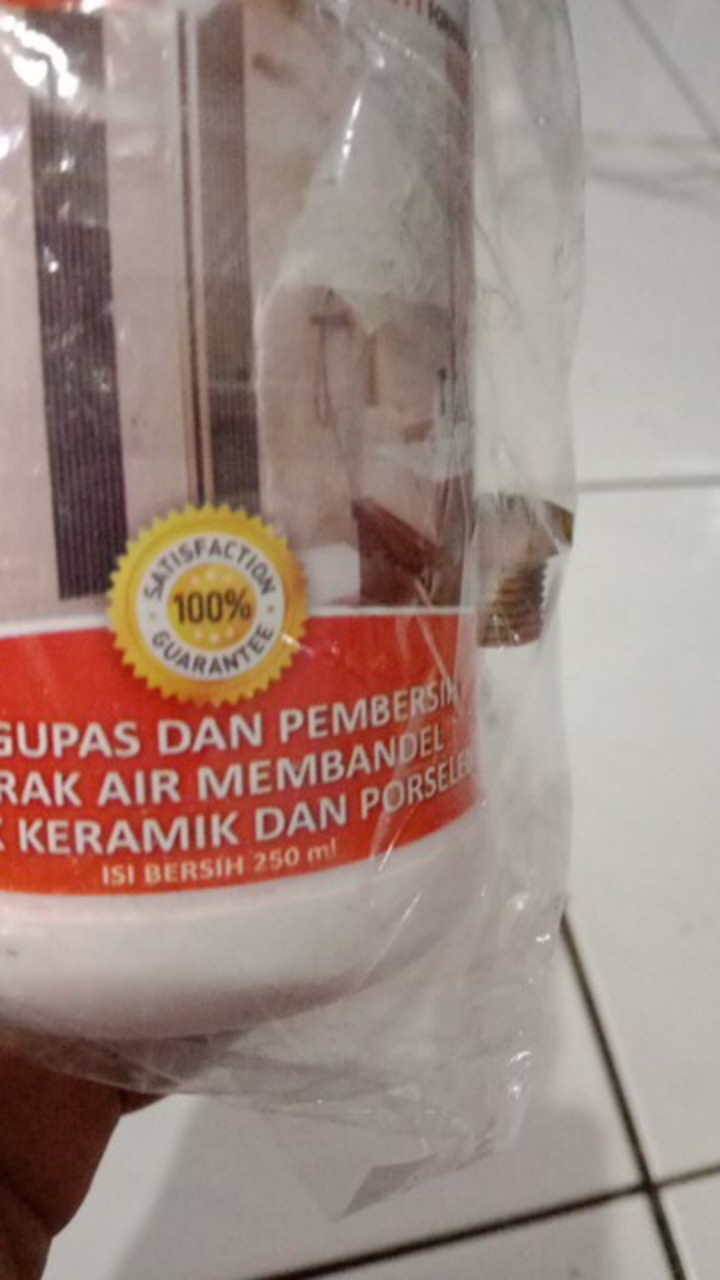 SATISFACTION
100%
GUARANTEE
GUPAS DAN PEMBERSIH
RAK AIR MEMBANDEL
K KERAMIK DAN PORSELEN
ISI BERSIH 250 ml